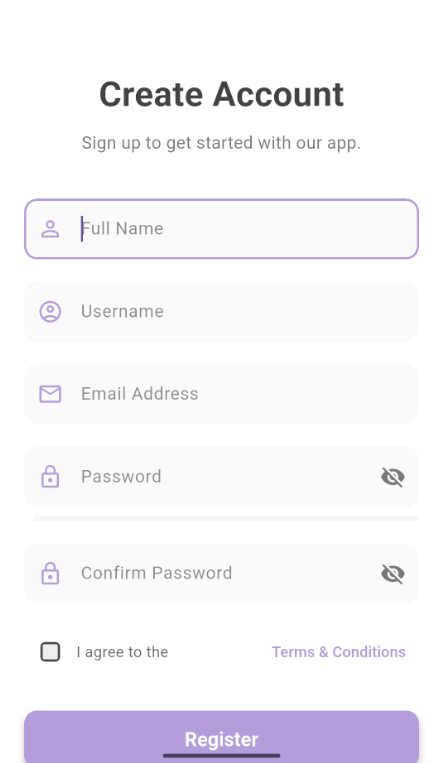 Create Account
Sign up to get started with our app.
Full Name
Username
Email Address
Password
Confirm Password
I agree to the Terms & Conditions
Register